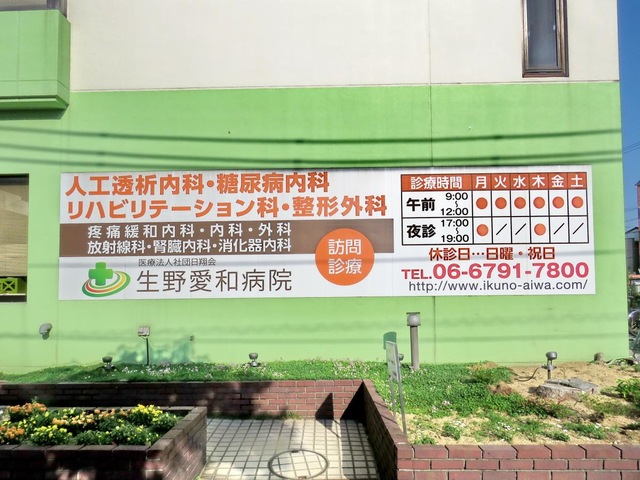 人工透析内科・糖尿病内科
リハビリテーション科・整形外科
疼痛緩和内科・内科・外科
放射線科・腎臓内科・消化器内科
訪問
診療
医療法人社団日翔会
生野愛和病院
診療時間 月 火 水 木 金 土
午前 9:00〜12:00 ● ● ● ● ● ●
夜診 17:00〜19:00 ● ／ ／ ● ／ ／
休診日…日曜・祝日
TEL.06-6791-7800
http://www.ikuno-aiwa.com/